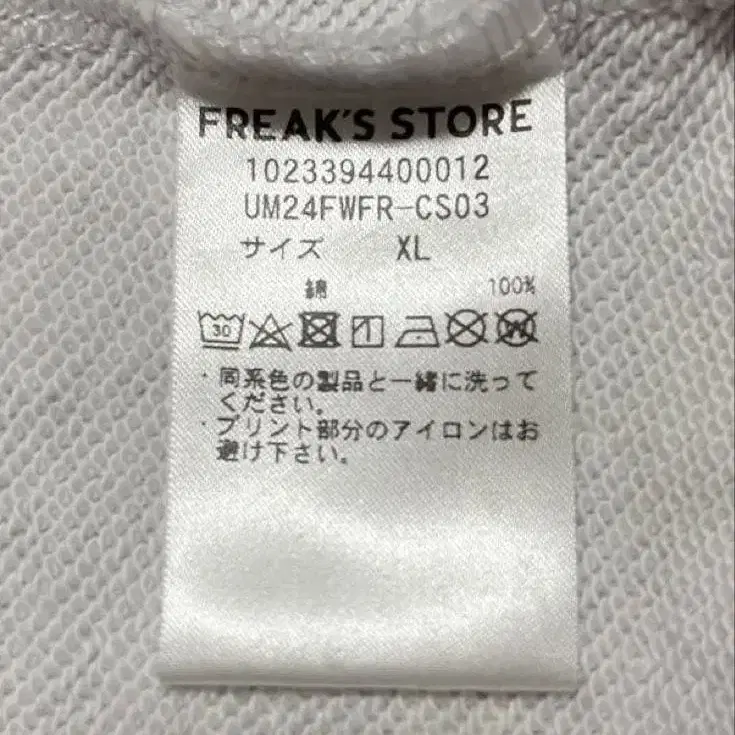 FREAK'S STORE
1023394400012
UM24FWFR-CS03
サイズ XL
綿 100%
30 W
・同系色の製品と一緒に洗って
ください。
・プリント部分のアイロンはお
避け下さい。